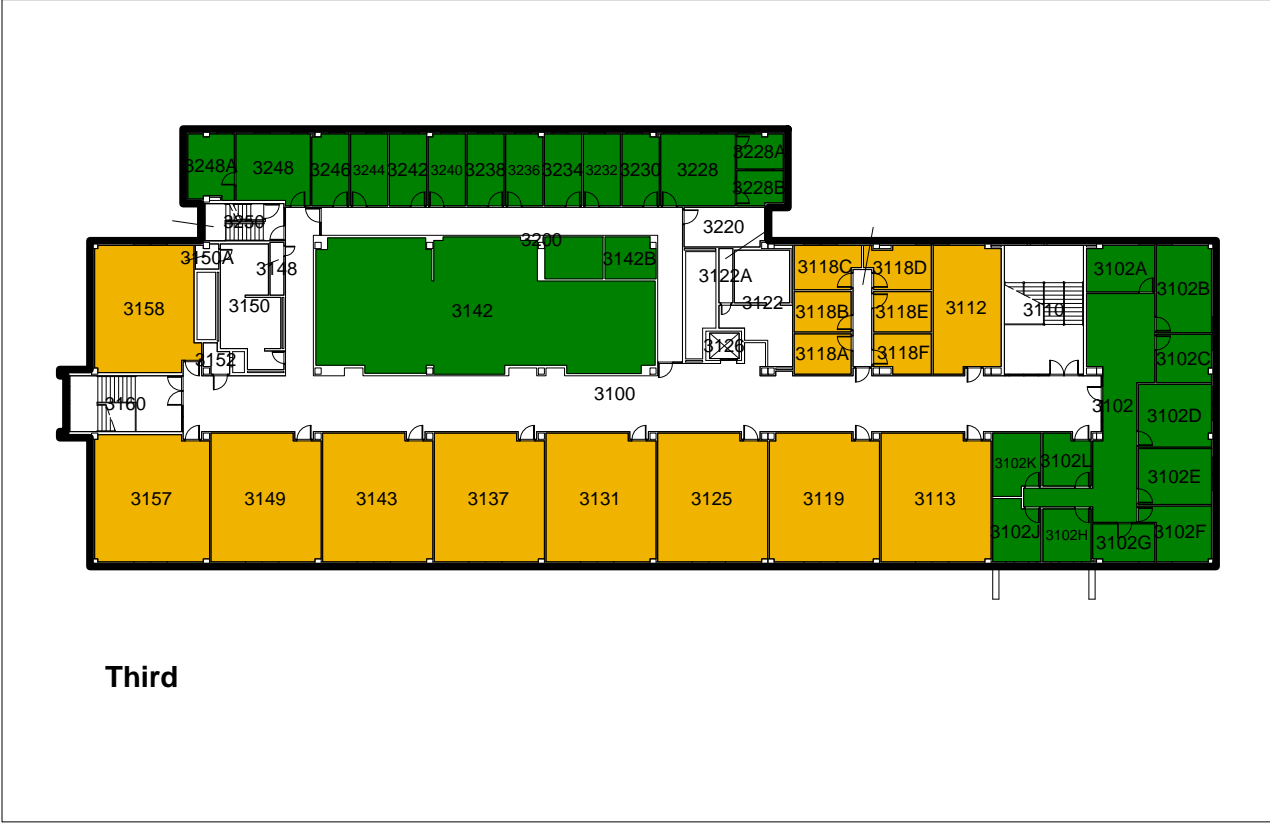 3248A 3248 3246 3244 3242 3240 3238 3236 3234 3232 3230 3228 3228A
3228B
3250 3220
3200
3150A 3148 3142B 3122A 3118C 3118D 3102A
3158 3150 3142 3122 3118B 3118E 3112 3110 3102B
3152 3126 3118A 3118F 3102C
3160 3100 3102 3102D
3102K 3102L 3102E
3157 3149 3143 3137 3131 3125 3119 3113
3102J 3102H 3102G 3102F
Third